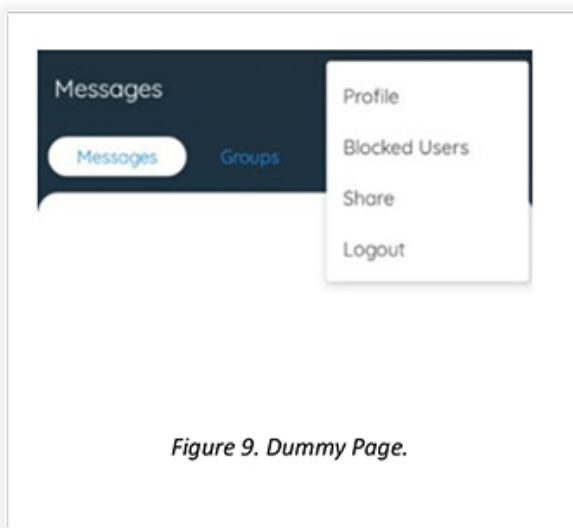 Messages
Messages
Groups
Profile
Blocked Users
Share
Logout
Figure 9. Dummy Page.